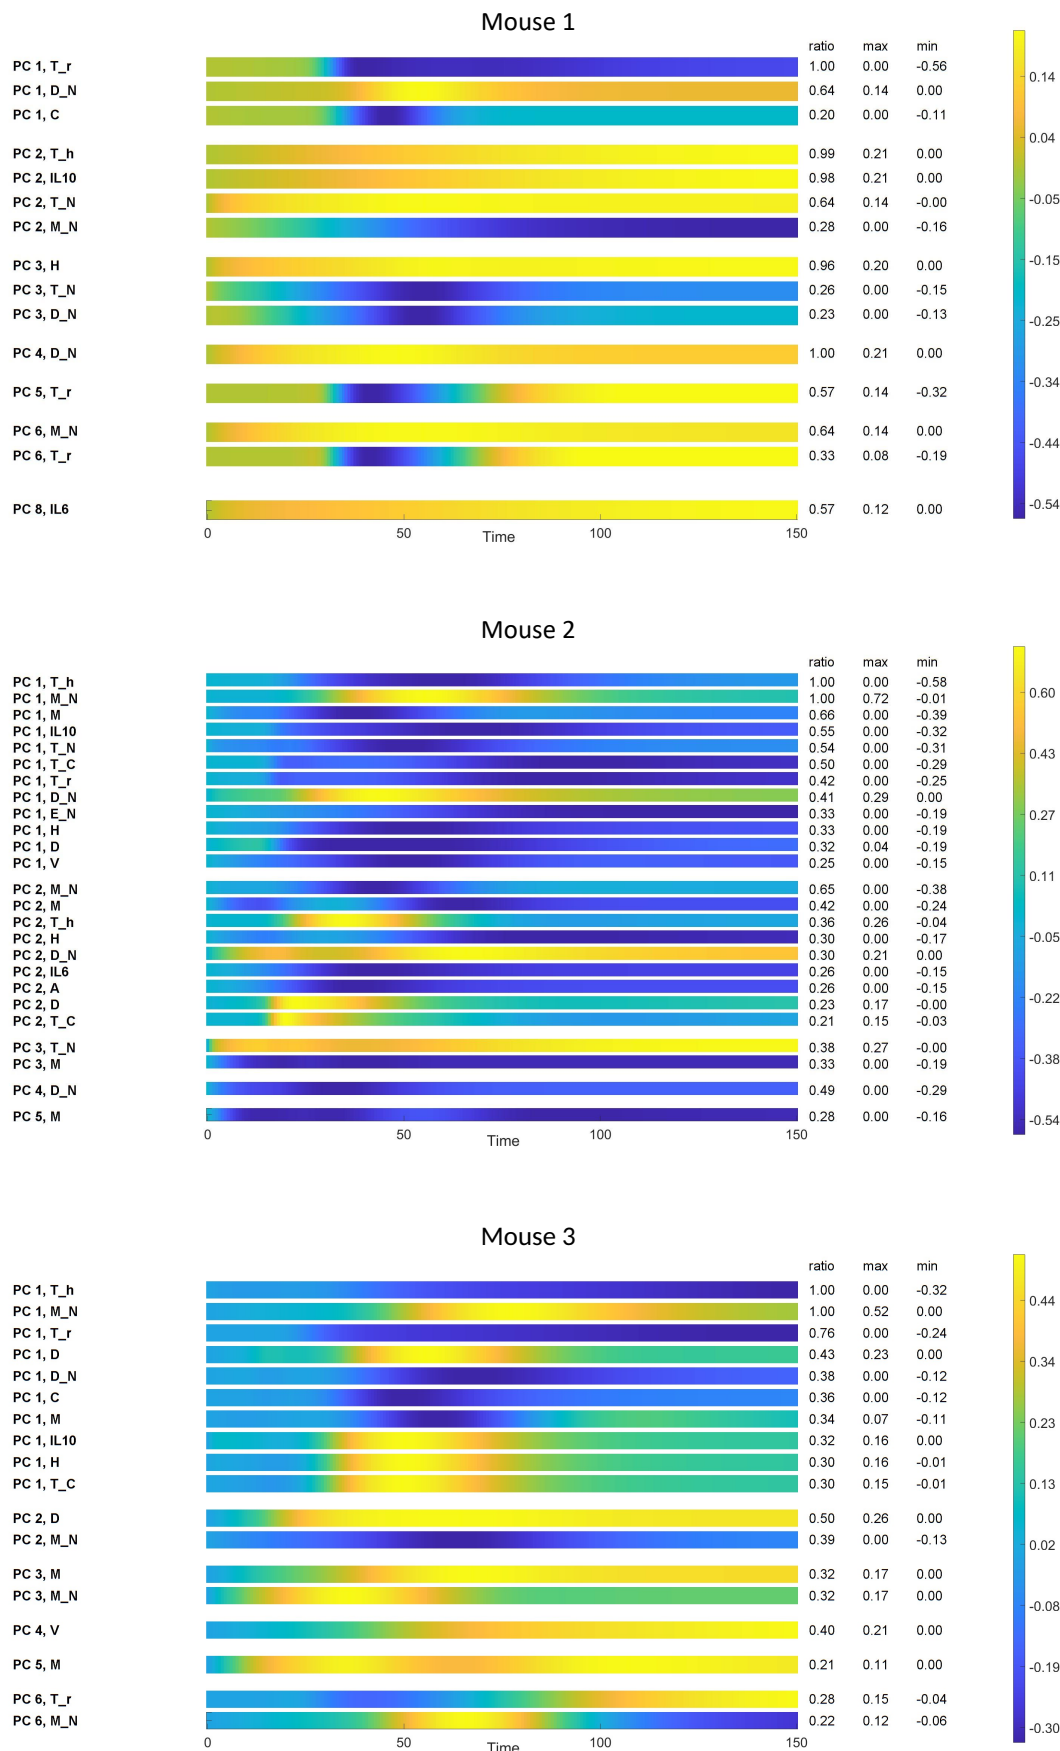 Mouse 1
ratio max min
PC 1, T_r 1.00 0.00 -0.56
0.14
PC 1, D_N 0.64 0.14 0.00
PC 1, C 0.20 0.00 -0.11
0.04
PC 2, T_h 0.99 0.21 0.00
PC 2, IL10 0.98 0.21 0.00
-0.05
PC 2, T_N 0.64 0.14 -0.00
PC 2, M_N 0.28 0.00 -0.16
-0.15
PC 3, H 0.96 0.20 0.00
PC 3, T_N 0.26 0.00 -0.15
PC 3, D_N 0.23 0.00 -0.13
-0.25
PC 4, D_N 1.00 0.21 0.00
-0.34
PC 5, T_r 0.57 0.14 -0.32
PC 6, M_N 0.64 0.14 0.00
-0.44
PC 6, T_r 0.33 0.08 -0.19
-0.54
PC 8, IL6 0.57 0.12 0.00
0 50 100 150
Time
Mouse 2
ratio max min
PC 1, T_h 1.00 0.00 -0.58
PC 1, M_N 1.00 0.72 -0.01
0.60
PC 1, M 0.66 0.00 -0.39
PC 1, IL10 0.55 0.00 -0.32
PC 1, T_N 0.54 0.00 -0.31
0.43
PC 1, T_C 0.50 0.00 -0.29
PC 1, T_r 0.42 0.00 -0.25
PC 1, D_N 0.41 0.29 0.00
PC 1, E_N 0.33 0.00 -0.19
0.27
PC 1, H 0.33 0.00 -0.19
PC 1, D 0.32 0.04 -0.19
PC 1, V 0.25 0.00 -0.15
0.11
PC 2, M_N 0.65 0.00 -0.38
PC 2, M 0.42 0.00 -0.24
PC 2, T_h 0.36 0.26 -0.04
PC 2, H 0.30 0.00 -0.17
-0.05
PC 2, D_N 0.30 0.21 0.00
PC 2, IL6 0.26 0.00 -0.15
PC 2, A 0.26 0.00 -0.15
-0.22
PC 2, D 0.23 0.17 -0.00
PC 2, T_C 0.21 0.15 -0.03
PC 3, T_N 0.38 0.27 -0.00
-0.38
PC 3, M 0.33 0.00 -0.19
PC 4, D_N 0.49 0.00 -0.29
PC 5, M 0.28 0.00 -0.16
-0.54
0 50 100 150
Time
Mouse 3
ratio max min
PC 1, T_h 1.00 0.00 -0.32
0.44
PC 1, M_N 1.00 0.52 0.00
PC 1, T_r 0.76 0.00 -0.24
PC 1, D 0.43 0.23 0.00
0.34
PC 1, D_N 0.38 0.00 -0.12
PC 1, C 0.36 0.00 -0.12
PC 1, M 0.34 0.07 -0.11
0.23
PC 1, IL10 0.32 0.16 0.00
PC 1, H 0.30 0.16 -0.01
PC 1, T_C 0.30 0.15 -0.01
0.13
PC 2, D 0.50 0.26 0.00
PC 2, M_N 0.39 0.00 -0.13
0.02
PC 3, M 0.32 0.17 0.00
PC 3, M_N 0.32 0.17 0.00
-0.08
PC 4, V 0.40 0.21 0.00
PC 5, M 0.21 0.11 0.00
-0.19
PC 6, T_r 0.28 0.15 -0.04
PC 6, M_N 0.22 0.12 -0.06
-0.30
0 50 100 150
Time